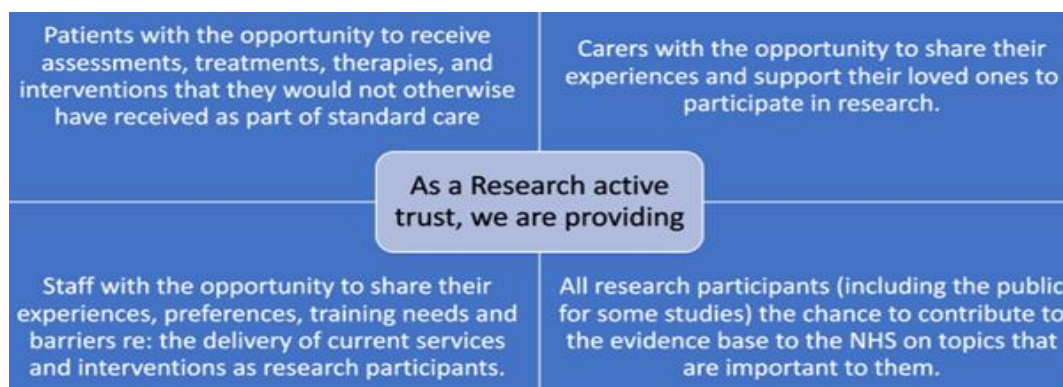 Patients with the opportunity to receive
assessments, treatments, therapies, and
interventions that they would not otherwise
have received as part of standard care
Carers with the opportunity to share their
experiences and support their loved ones to
participate in research.
As a Research active
trust, we are providing
Staff with the opportunity to share their
experiences, preferences, training needs and
barriers re: the delivery of current services
and interventions as research participants.
All research participants (including the public
for some studies) the chance to contribute to
the evidence base to the NHS on topics that
are important to them.